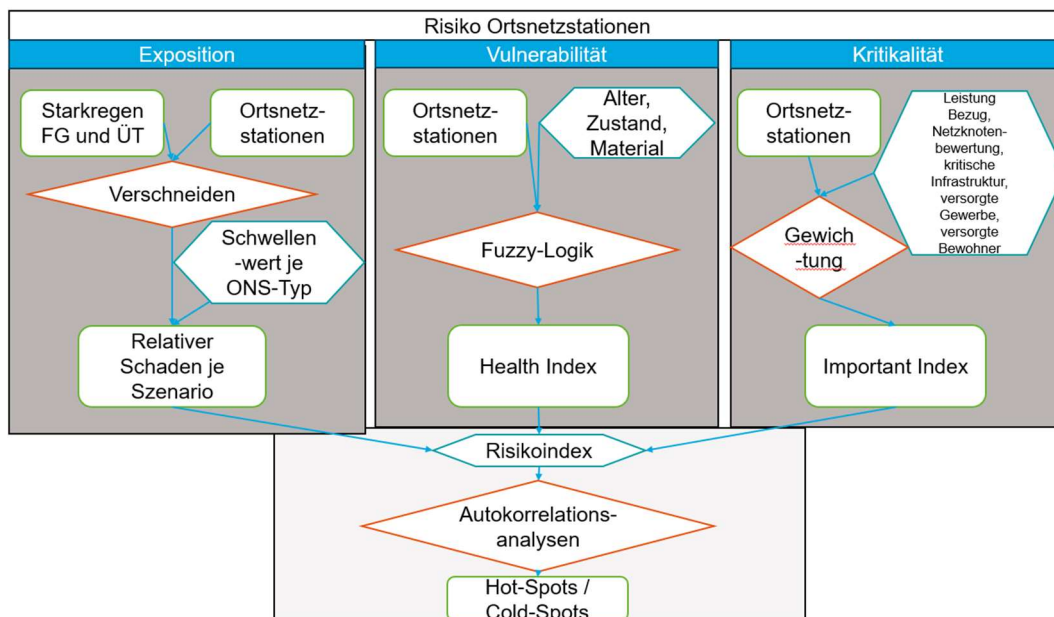 Risiko Ortsnetzstationen
Exposition
Starkregen
FG und ÜT
Ortsnetz-
stationen
Verschneiden
Schwellen
-wert je
ONS-Typ
Relativer
Schaden je
Szenario
Vulnerabilität
Ortsnetz-
stationen
Alter,
Zustand,
Material
Fuzzy-Logik
Health Index
Kritikalität
Ortsnetz-
stationen
Leistung
Bezug,
Netzknoten-
bewertung,
kritische
Infrastruktur,
versorgte
Gewerbe,
versorgte
Bewohner
Gewich
-tung
Important Index
Risikoindex
Autokorrelations-
analysen
Hot-Spots /
Cold-Spots